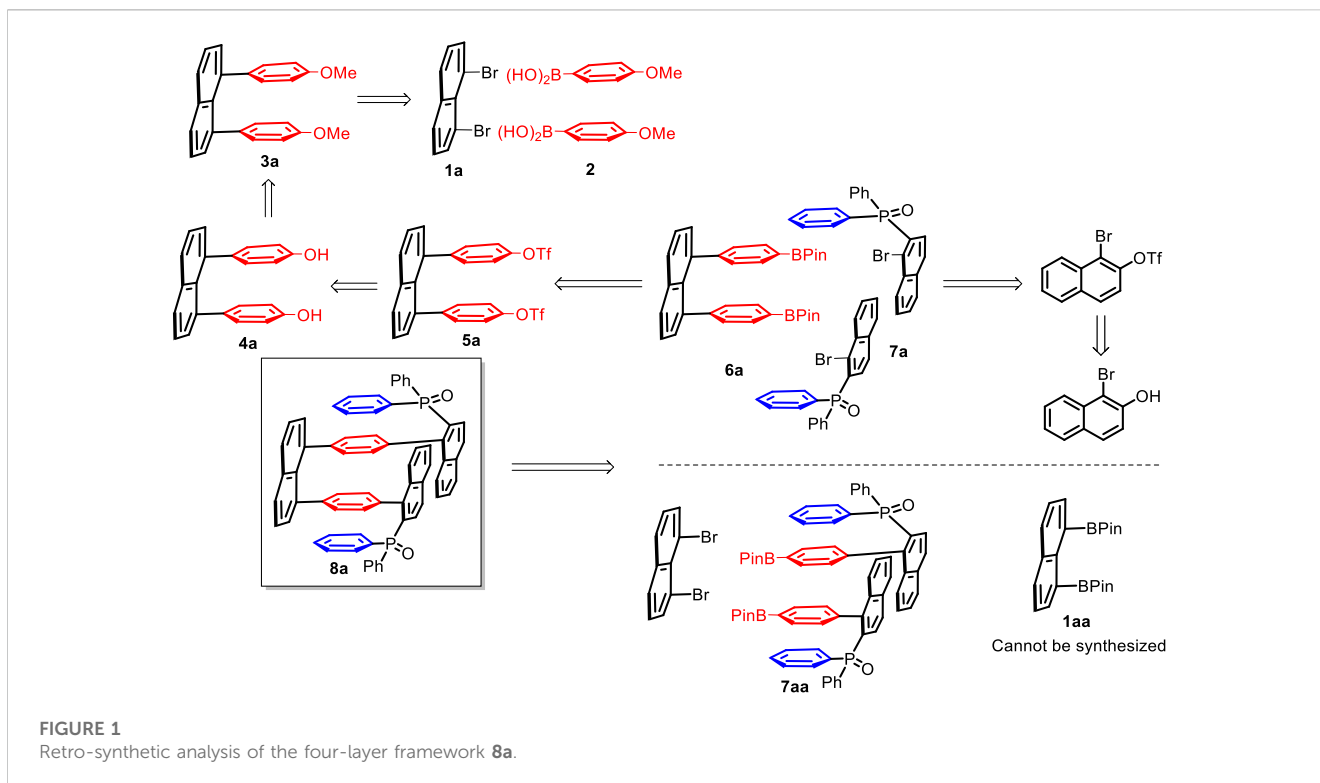 OMe
OMe
3a
Br
Br
1a
(HO)2B
OMe
(HO)2B
OMe
2
OH
OH
4a
OTf
OTf
5a
BPin
BPin
6a
Ph
P
O
Br
Br
7a
P
O
Ph
Br
OTf
Br
OH
Ph
P
O
P
O
Ph
8a
Br
Br
Ph
P
O
PinB
PinB
P
O
Ph
7aa
BPin
BPin
1aa
Cannot be synthesized
FIGURE 1
Retro-synthetic analysis of the four-layer framework 8a.